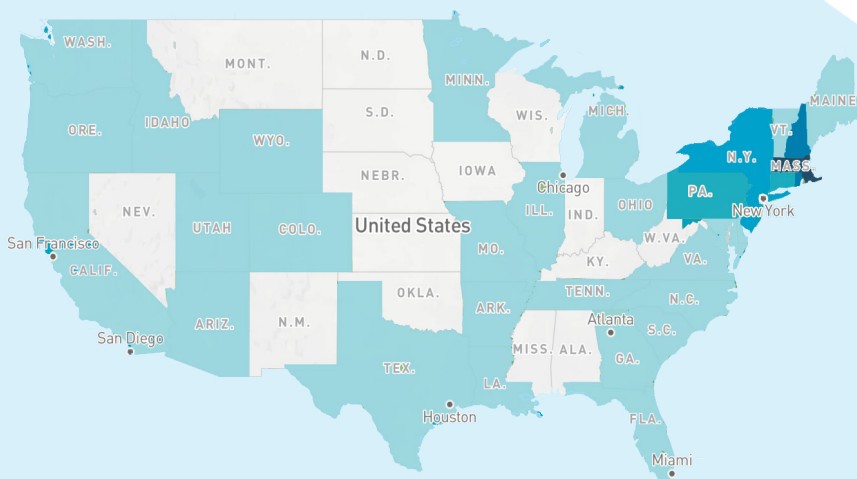 WASH.
MONT.
N.D.
MINN.
MAINE
ORE.
IDAHO
S.D.
WIS.
MICH.
VT.
WYO.
N.Y.
MASS.
NEBR.
IOWA
Chicago
PA.
NEV.
UTAH
COLO.
United States
ILL.
IND.
OHIO
New York
San Francisco
CALIF.
MO.
W.VA.
VA.
KY.
OKLA.
TENN.
N.C.
ARIZ.
N.M.
ARK.
Atlanta
S.C.
San Diego
MISS.
ALA.
GA.
TEX.
LA.
Houston
FLA.
Miami